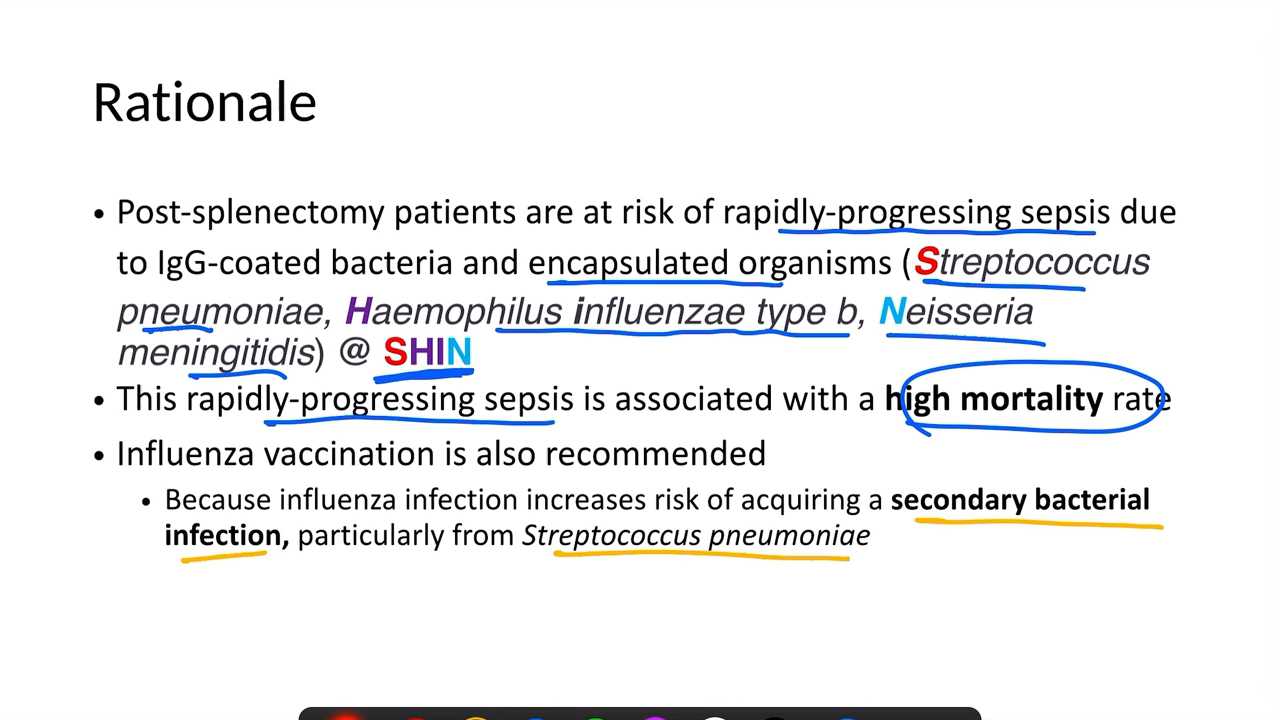 Rationale
• Post-splenectomy patients are at risk of rapidly-progressing sepsis due
to IgG-coated bacteria and encapsulated organisms (Streptococcus
pneumoniae, Haemophilus influenzae type b, Neisseria
meningitidis) @ SHIN
• This rapidly-progressing sepsis is associated with a high mortality rate
• Influenza vaccination is also recommended
• Because influenza infection increases risk of acquiring a secondary bacterial
infection, particularly from Streptococcus pneumoniae